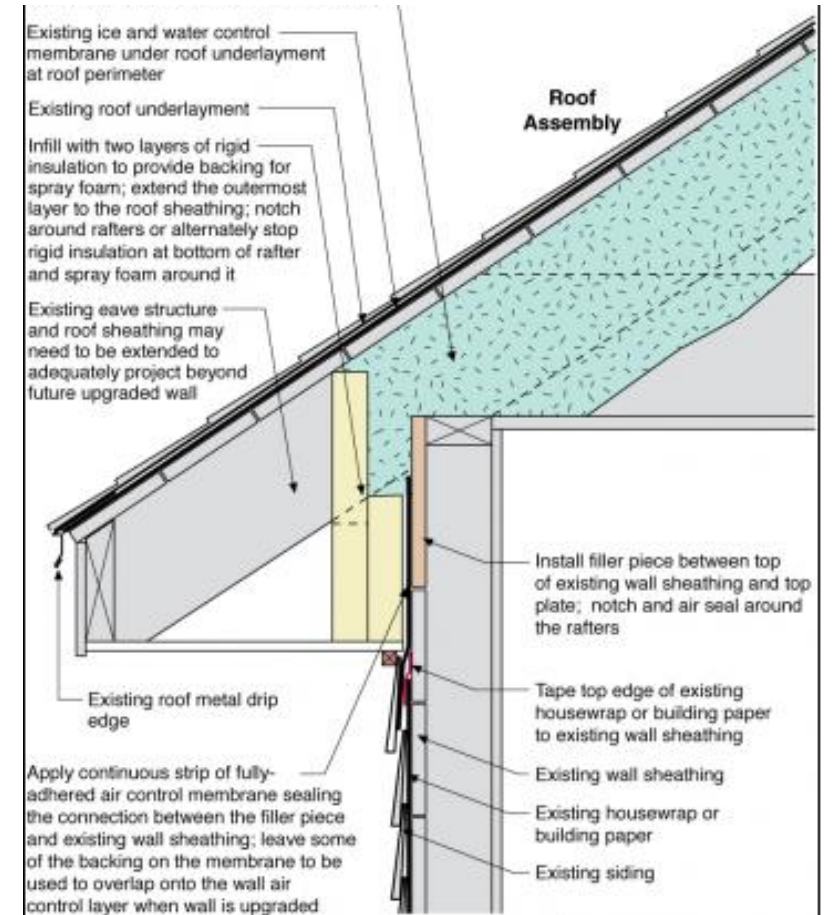 Existing ice and water control
membrane under roof underlayment
at roof perimeter
Existing roof underlayment
Infill with two layers of rigid
insulation to provide backing for
spray foam; extend the outermost
layer to the roof sheathing; notch
around rafters or alternately stop
rigid insulation at bottom of rafter
and spray foam around it
Existing eave structure
and roof sheathing may
need to be extended to
adequately project beyond
future upgraded wall
Roof
Assembly
Install filler piece between top
of existing wall sheathing and top
plate; notch and air seal around
the rafters
Existing roof metal drip
edge
Tape top edge of existing
housewrap or building paper
to existing wall sheathing
Existing wall sheathing
Existing housewrap or
building paper
Existing siding
Apply continuous strip of fully-
adhered air control membrane sealing
the connection between the filler piece
and existing wall sheathing; leave some
of the backing on the membrane to be
used to overlap onto the wall air
control layer when wall is upgraded